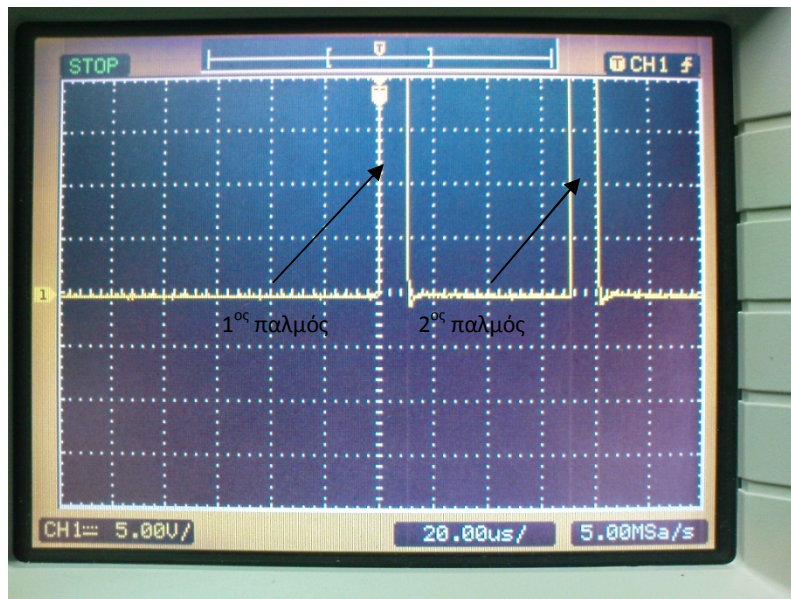 STOP
T
T CH1
1
1ος παλμός
2ος παλμός
CH1 5.00V/
20.00us/
5.00MSa/s